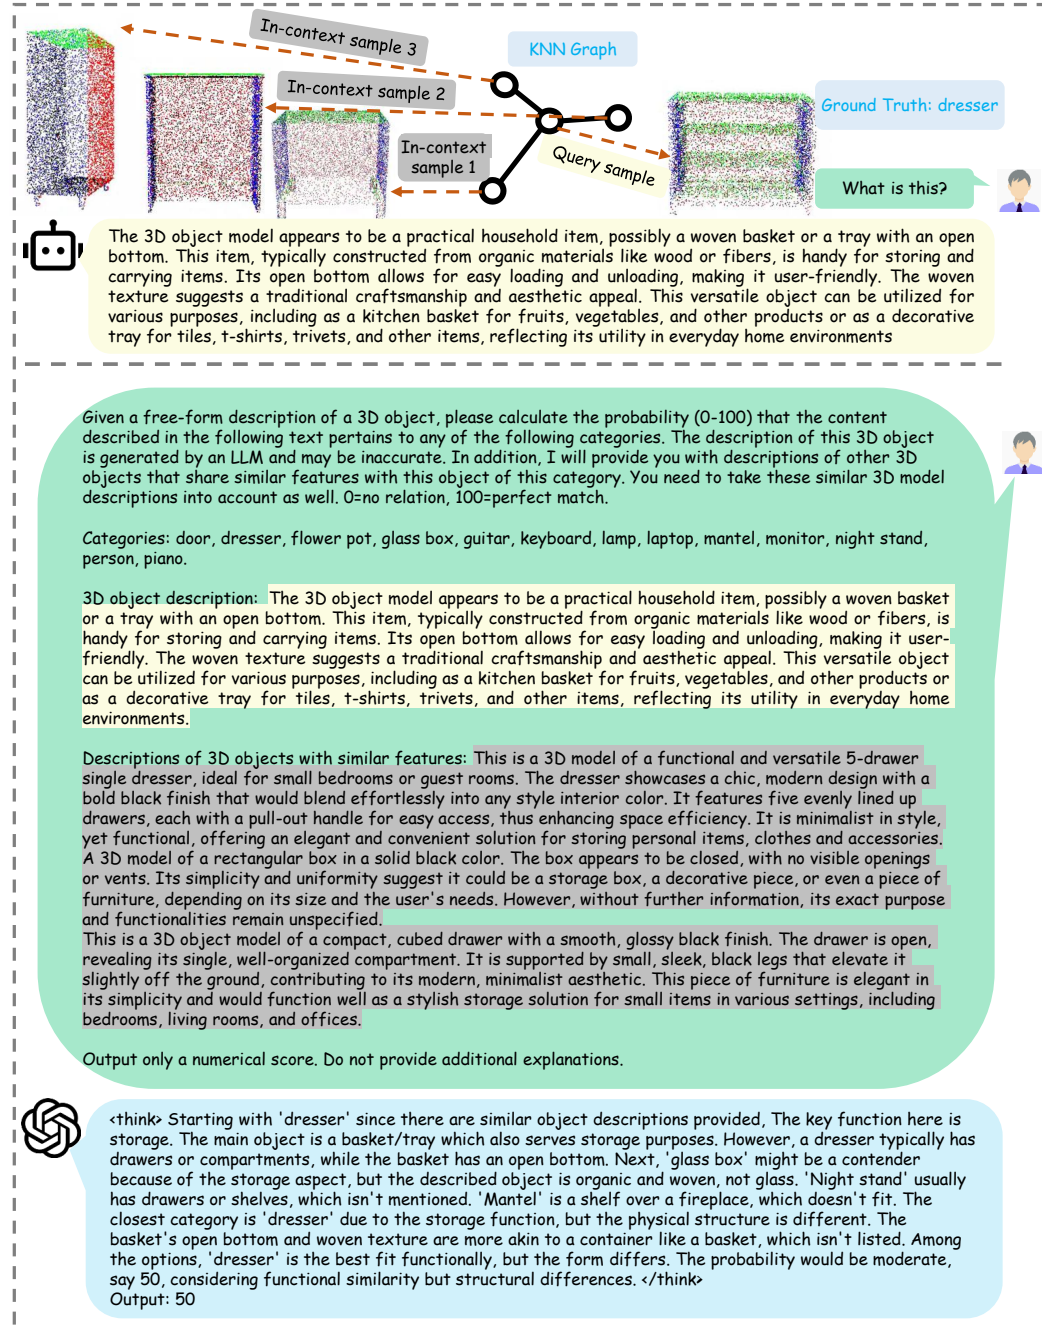 In-context sample 3
KNN Graph
In-context sample 2
Ground Truth: dresser
In-context
sample 1
Query sample
What is this?
The 3D object model appears to be a practical household item, possibly a woven basket or a tray with an open
bottom. This item, typically constructed from organic materials like wood or fibers, is handy for storing and
carrying items. Its open bottom allows for easy loading and unloading, making it user-friendly. The woven
texture suggests a traditional craftsmanship and aesthetic appeal. This versatile object can be utilized for
various purposes, including as a kitchen basket for fruits, vegetables, and other products or as a decorative
tray for tiles, t-shirts, trivets, and other items, reflecting its utility in everyday home environments
Given a free-form description of a 3D object, please calculate the probability (0-100) that the content
described in the following text pertains to any of the following categories. The description of this 3D object
is generated by an LLM and may be inaccurate. In addition, I will provide you with descriptions of other 3D
objects that share similar features with this object of this category. You need to take these similar 3D model
descriptions into account as well. 0=no relation, 100=perfect match.
Categories: door, dresser, flower pot, glass box, guitar, keyboard, lamp, laptop, mantel, monitor, night stand,
person, piano.
3D object description: The 3D object model appears to be a practical household item, possibly a woven basket
or a tray with an open bottom. This item, typically constructed from organic materials like wood or fibers, is
handy for storing and carrying items. Its open bottom allows for easy loading and unloading, making it user-
friendly. The woven texture suggests a traditional craftsmanship and aesthetic appeal. This versatile object
can be utilized for various purposes, including as a kitchen basket for fruits, vegetables, and other products or
as a decorative tray for tiles, t-shirts, trivets, and other items, reflecting its utility in everyday home
environments.
Descriptions of 3D objects with similar features: This is a 3D model of a functional and versatile 5-drawer
single dresser, ideal for small bedrooms or guest rooms. The dresser showcases a chic, modern design with a
bold black finish that would blend effortlessly into any style interior color. It features five evenly lined up
drawers, each with a pull-out handle for easy access, thus enhancing space efficiency. It is minimalist in style,
yet functional, offering an elegant and convenient solution for storing personal items, clothes and accessories.
A 3D model of a rectangular box in a solid black color. The box appears to be closed, with no visible openings
or vents. Its simplicity and uniformity suggest it could be a storage box, a decorative piece, or even a piece of
furniture, depending on its size and the user's needs. However, without further information, its exact purpose
and functionalities remain unspecified.
This is a 3D object model of a compact, cubed drawer with a smooth, glossy black finish. The drawer is open,
revealing its single, well-organized compartment. It is supported by small, sleek, black legs that elevate it
slightly off the ground, contributing to its modern, minimalist aesthetic. This piece of furniture is elegant in
its simplicity and would function well as a stylish storage solution for small items in various settings, including
bedrooms, living rooms, and offices.
Output only a numerical score. Do not provide additional explanations.
<think> Starting with 'dresser' since there are similar object descriptions provided, The key function here is
storage. The main object is a basket/tray which also serves storage purposes. However, a dresser typically has
drawers or compartments, while the basket has an open bottom. Next, 'glass box' might be a contender
because of the storage aspect, but the described object is organic and woven, not glass. 'Night stand' usually
has drawers or shelves, which isn't mentioned. 'Mantel' is a shelf over a fireplace, which doesn't fit. The
closest category is 'dresser' due to the storage function, but the physical structure is different. The
basket's open bottom and woven texture are more akin to a container like a basket, which isn't listed. Among
the options, 'dresser' is the best fit functionally, but the form differs. The probability would be moderate,
say 50, considering functional similarity but structural differences. </think>
Output: 50